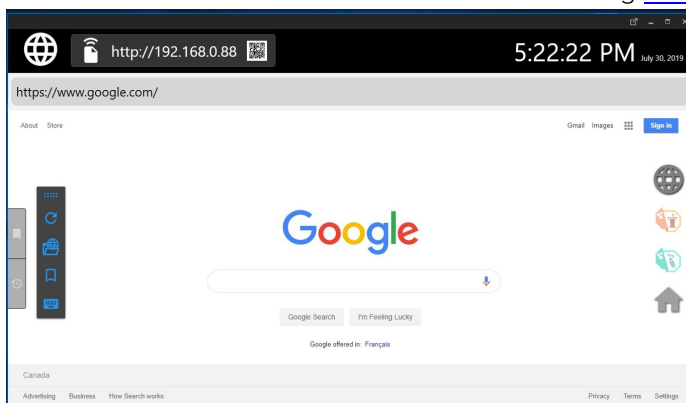 http://192.168.0.88
5:22:22 PM July 30, 2019
https://www.google.com/
About Store
Gmail Images Sign in
Google
Google Search I'm Feeling Lucky
Google offered in: Français
Canada
Advertising Business How Search works
Privacy Terms Settings